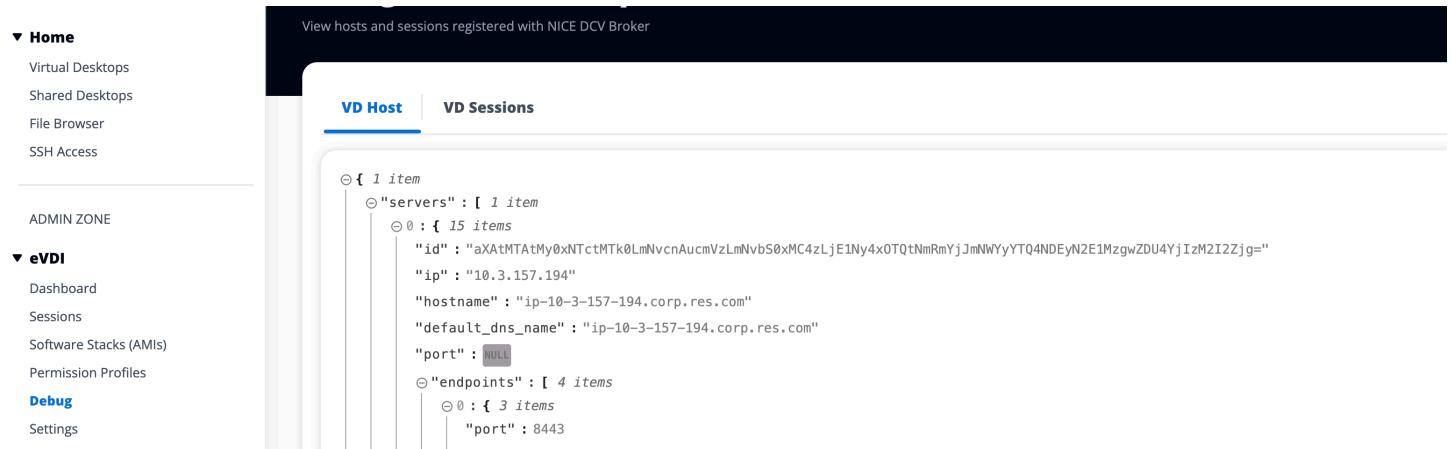 Home
Virtual Desktops
Shared Desktops
File Browser
SSH Access
ADMIN ZONE
eVDI
Dashboard
Sessions
Software Stacks (AMIs)
Permission Profiles
Debug
Settings
View hosts and sessions registered with NICE DCV Broker
VD Host VD Sessions
{ 1 item
"servers" : [ 1 item
0 : { 15 items
"id" : "aXAtMTAtMy0xNTctMTk0LmNvcnAucmVzLmNvbS0xMC4zLjE1Ny4xOTQtNmRmYjJmNWYyYTQ4NDEyN2E1MzgwZDU4YjIzM2I2Zjg="
"ip" : "10.3.157.194"
"hostname" : "ip-10-3-157-194.corp.res.com"
"default_dns_name" : "ip-10-3-157-194.corp.res.com"
"port" : NULL
"endpoints" : [ 4 items
0 : { 3 items
"port" : 8443